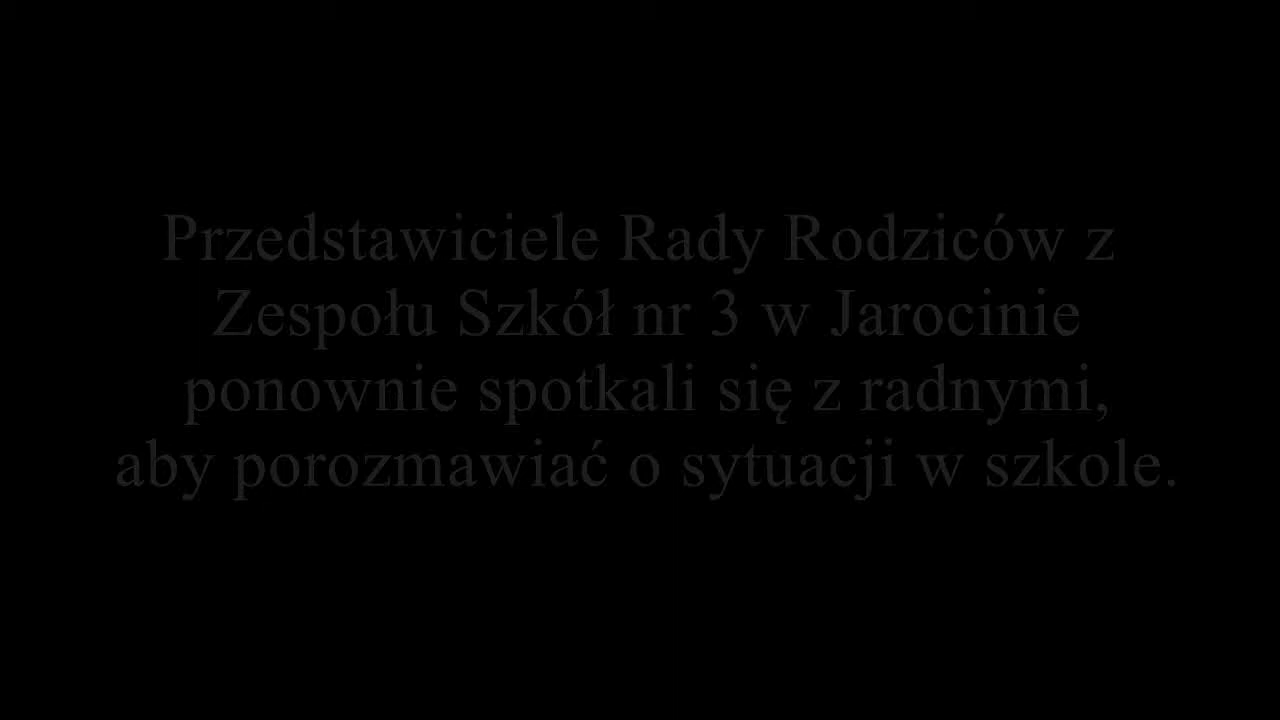 Przedstawiciele Rady Rodziców z
Zespołu Szkół nr 3 w Jarocinie
ponownie spotkali się z radnymi,
aby porozmawiać o sytuacji w szkole.